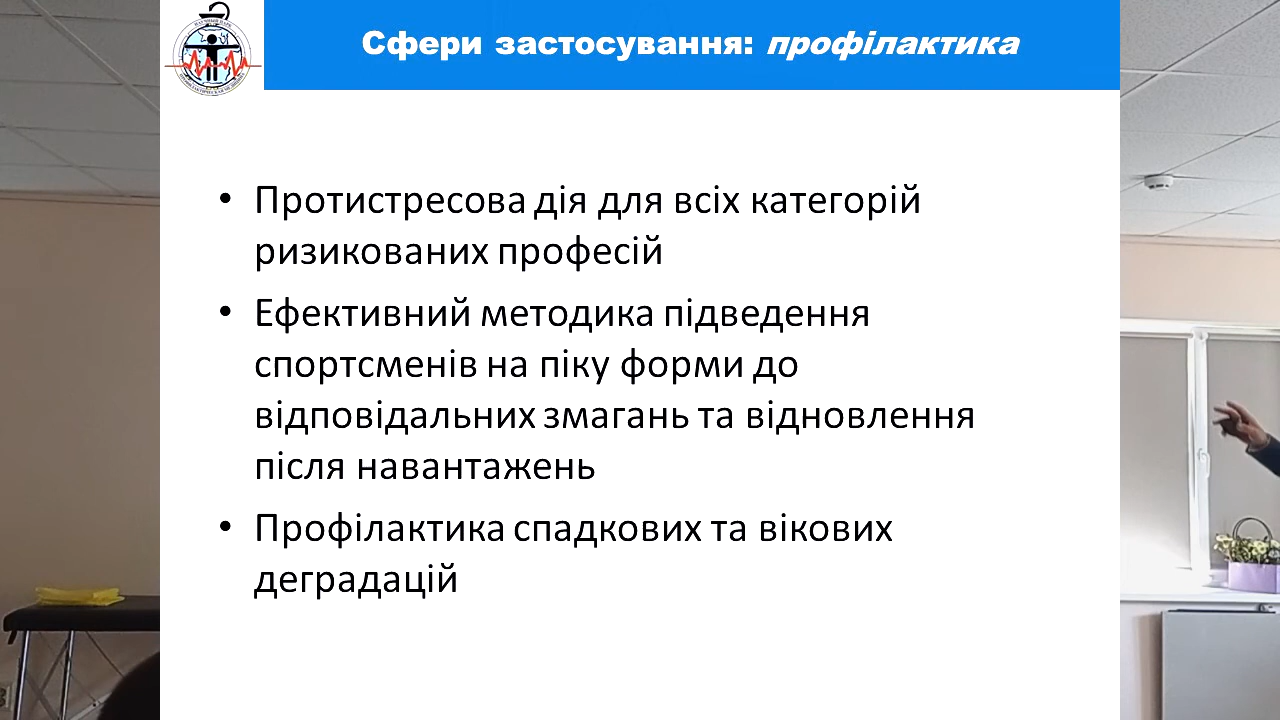 Сфери застосування: профілактика
• Протистресова дія для всіх категорій
ризикованих професій
• Ефективний методика підведення
спортсменів на піку форми до
відповідальних змагань та відновлення
після навантажень
• Профілактика спадкових та вікових
деградацій